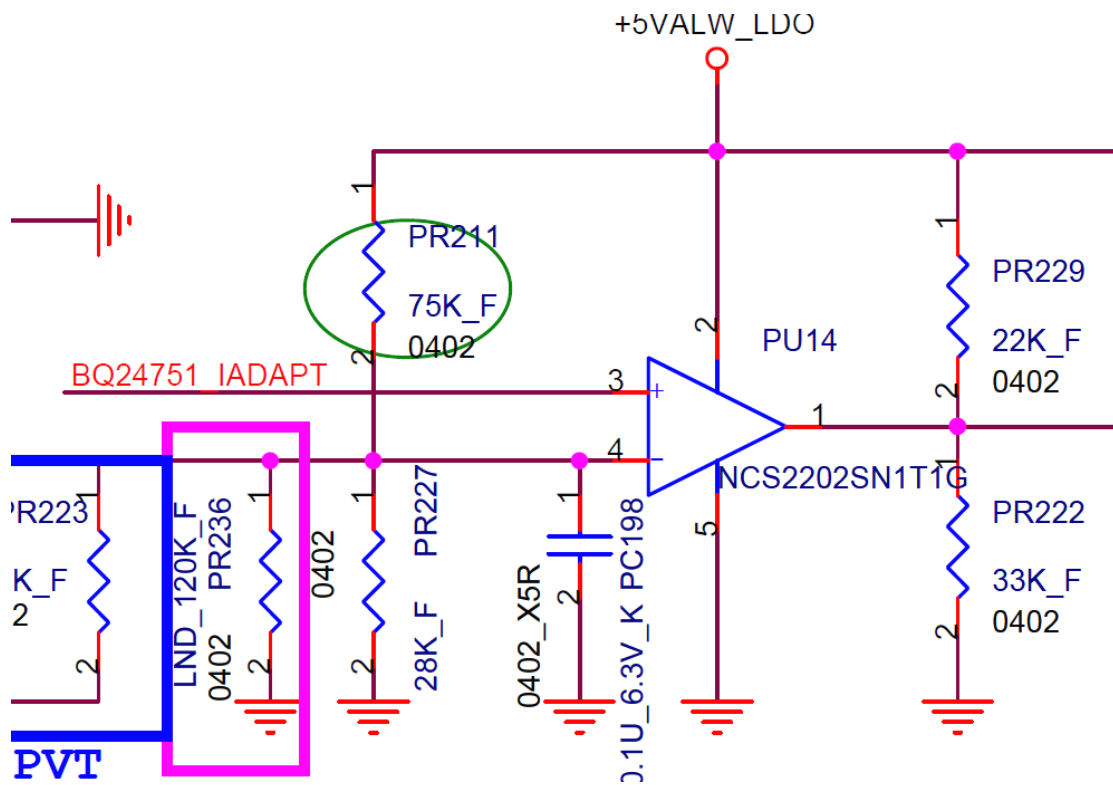 +5VALW_LDO
1
PR211
75K_F
0402
2
1
PR229
22K_F
0402
2
BQ24751_IADAPT
3
+
2
PU14
4
-
1
NCS2202SN1T1G
5
1
PR223
K_F
2
2
LND_120K_F
PR236
0402
1
2
0402
1
PR227
28K_F
2
1
2
0402_X5R
0.1U_6.3V_K PC198
1
PR222
33K_F
0402
2
PVT